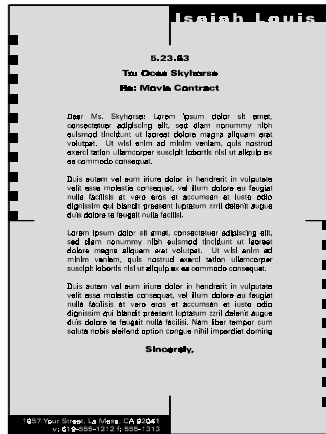 Isaiah Louis
5.23.93
To: Ocea Skyhorse
Re: Movie Contract
Dear Ms. Skyhorse: Lorem ipsum dolor sit amet,
consectetuer adipiscing elit, sed diam nonummy nibh
euismod tincidunt ut laoreet dolore magna aliquam erat
volutpat. Ut wisi enim ad minim veniam, quis nostrud
exerci tation ullamcorper suscipit lobortis nisl ut aliquip ex
ea commodo consequat.
Duis autem vel eum iriure dolor in hendrerit in vulputate
velit esse molestie consequat, vel illum dolore eu feugiat
nulla facilisis at vero eros et accumsan et iusto odio
dignissim qui blandit praesent luptatum zzril delenit augue
duis dolore te feugait nulla facilisi.
Lorem ipsum dolor sit amet, consectetuer adipiscing elit,
sed diam nonummy nibh euismod tincidunt ut laoreet
dolore magna aliquam erat volutpat. Ut wisi enim ad
minim veniam, quis nostrud exerci tation ullamcorper
suscipit lobortis nisl ut aliquip ex ea commodo consequat.
Duis autem vel eum iriure dolor in hendrerit in vulputate
velit esse molestie consequat, vel illum dolore eu feugiat
nulla facilisis at vero eros et accumsan et iusto odio
dignissim qui blandit praesent luptatum zzril delenit augue
duis dolore te feugait nulla facilisi. Nam liber tempor cum
soluta nobis eleifend option congue nihil imperdiet doming
Sincerely,
1957 Your Street, La Mesa, CA 92041
v: 619-555-1212 f: 555-1313